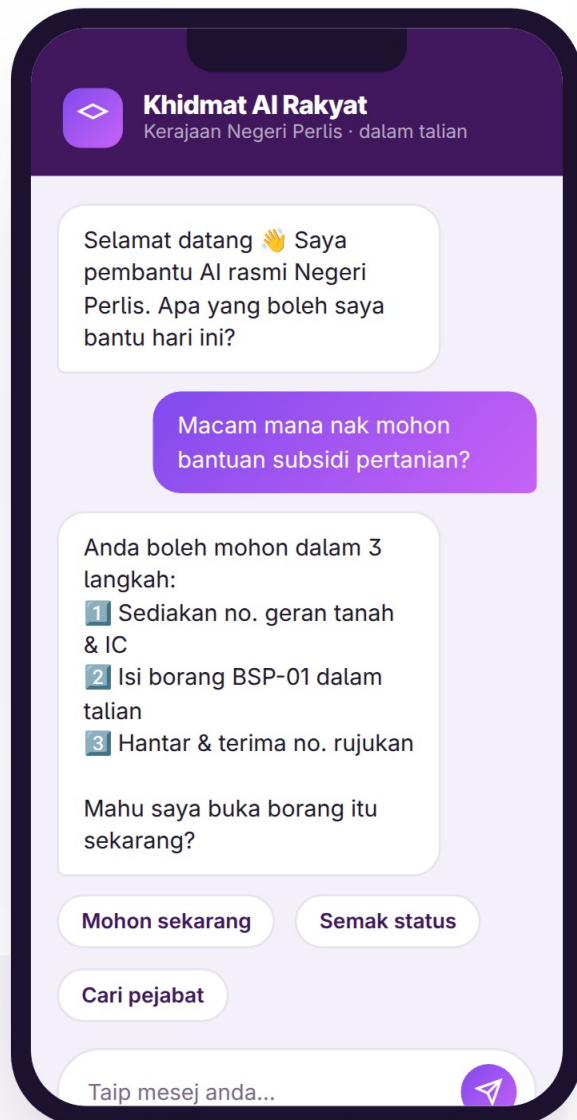 Khidmat AI Rakyat
Kerajaan Negeri Perlis · dalam talian
Selamat datang 👋 Saya
pembantu AI rasmi Negeri
Perlis. Apa yang boleh saya
bantu hari ini?
Macam mana nak mohon
bantuan subsidi pertanian?
Anda boleh mohon dalam 3
langkah:
1️⃣ Sediakan no. geran tanah
& IC
2️⃣ Isi borang BSP-01 dalam
talian
3️⃣ Hantar & terima no. rujukan
Mahu saya buka borang itu
sekarang?
Mohon sekarang
Semak status
Cari pejabat
Taip mesej anda...